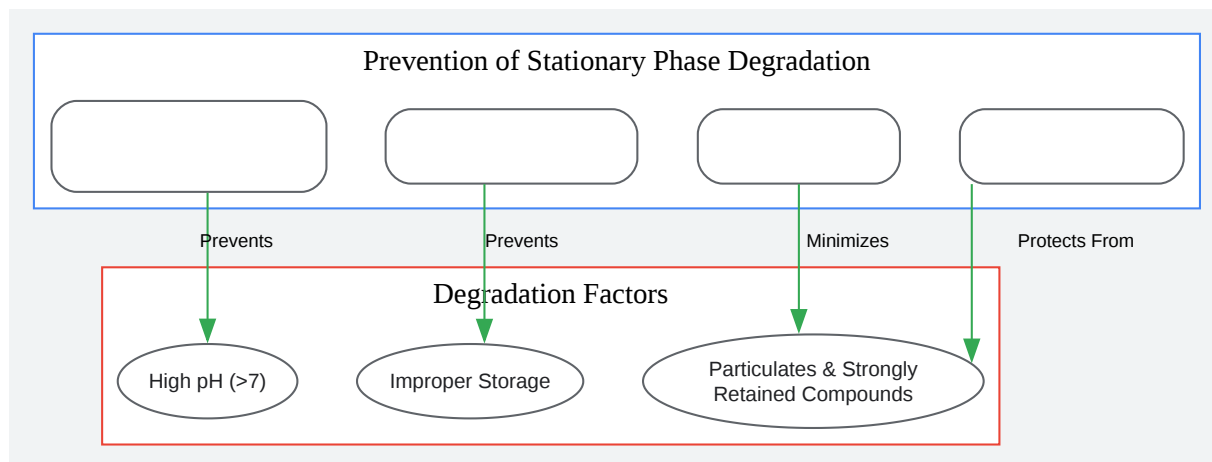 Prevention of Stationary Phase Degradation
Prevents
Prevents
Minimizes
Protects From
Degradation Factors
High pH (>7)
Improper Storage
Particulates & Strongly
Retained Compounds